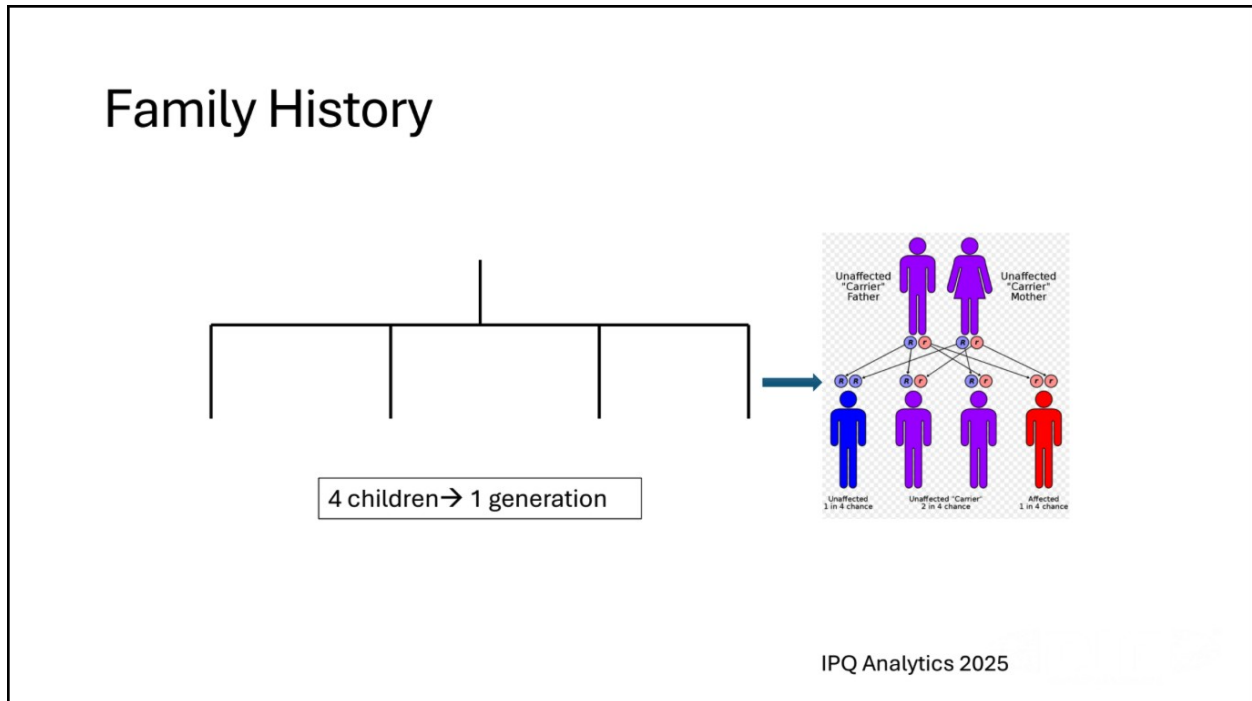 Family History
Unaffected
"Carrier"
Father
Unaffected
"Carrier"
Mother
R r R r
R R R r R r r r
Unaffected
1 in 4 chance
Unaffected "Carrier"
2 in 4 chance
Affected
1 in 4 chance
4 children→ 1 generation
IPQ Analytics 2025